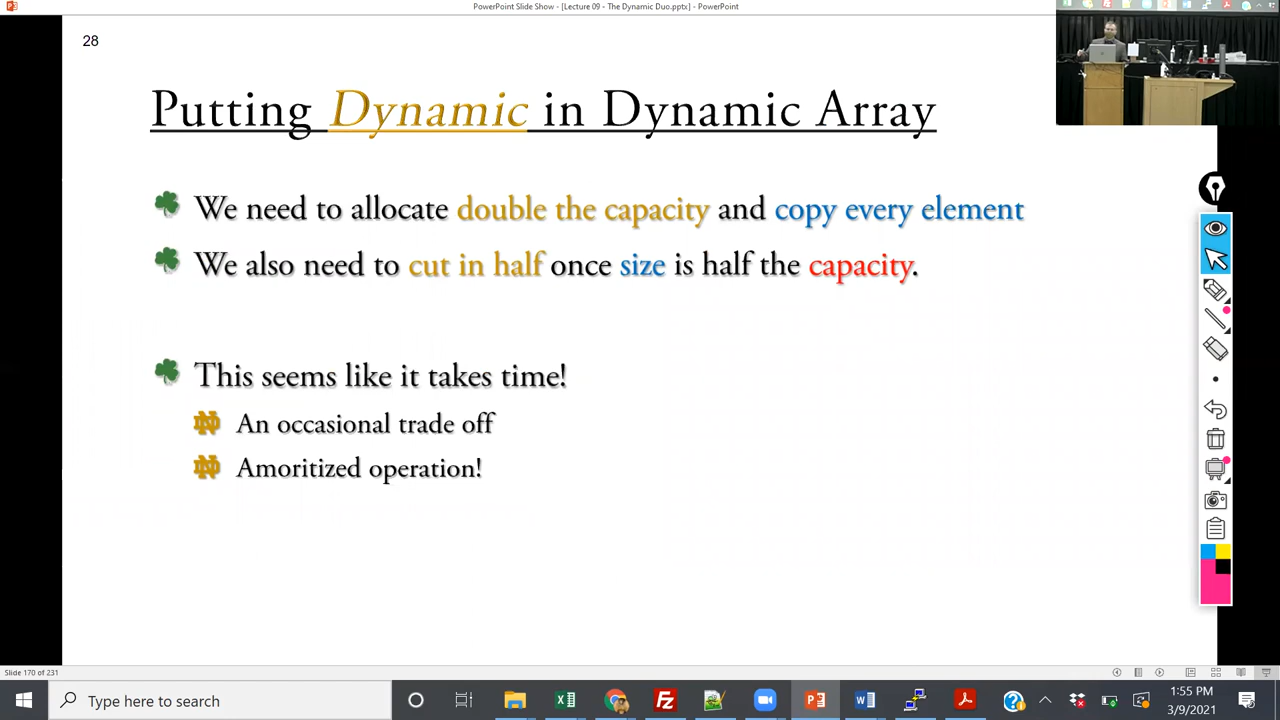 PowerPoint Slide Show - [Lecture 09 - The Dynamic Duo.pptx] - PowerPoint
28
Putting Dynamic in Dynamic Array
We need to allocate double the capacity and copy every element
We also need to cut in half once size is half the capacity.
This seems like it takes time!
An occasional trade off
Amoritized operation!
Slide 170 of 231
Type here to search
1:55 PM
3/9/2021